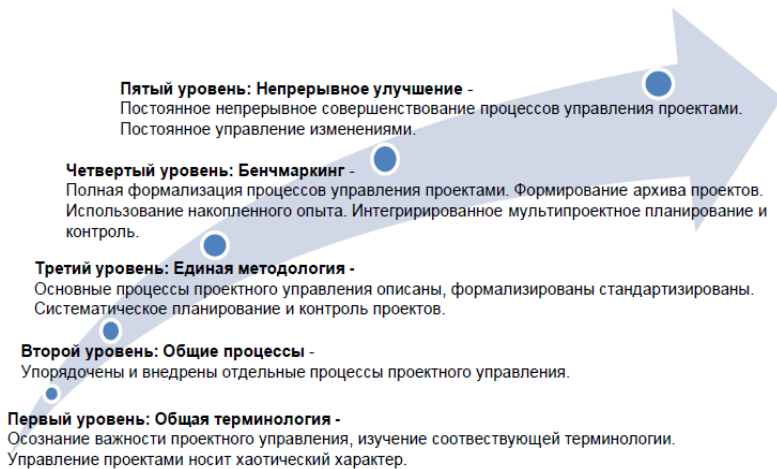 Пятый уровень: Непрерывное улучшение -
Постоянное непрерывное совершенствование процессов управления проектами.
Постоянное управление изменениями.
Четвертый уровень: Бенчмаркинг -
Полная формализация процессов управления проектами. Формирование архива проектов.
Использование накопленного опыта. Интегрирированное мультипроектное планирование и
контроль.
Третий уровень: Единая методология -
Основные процессы проектного управления описаны, формализированы стандартизированы.
Систематическое планирование и контроль проектов.
Второй уровень: Общие процессы -
Упорядочены и внедрены отдельные процессы проектного управления.
Первый уровень: Общая терминология -
Осознание важности проектного управления, изучение соотвествующей терминологии.
Управление проектами носит хаотический характер.